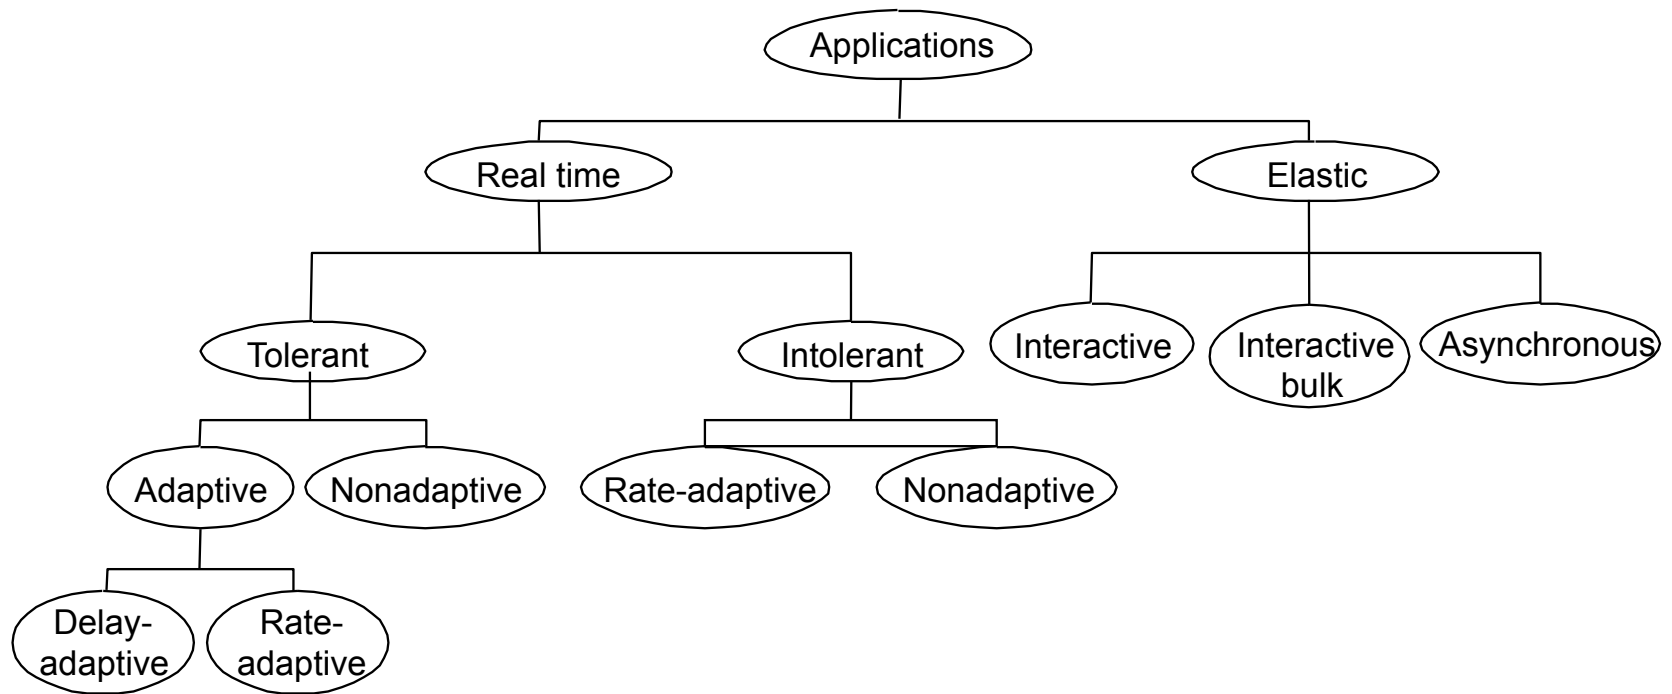 Applications
Real time
Elastic
Tolerant
Intolerant
Interactive
Interactive
bulk
Asynchronous
Adaptive
Nonadaptive
Rate-adaptive
Nonadaptive
Delay-
adaptive
Rate-
adaptive